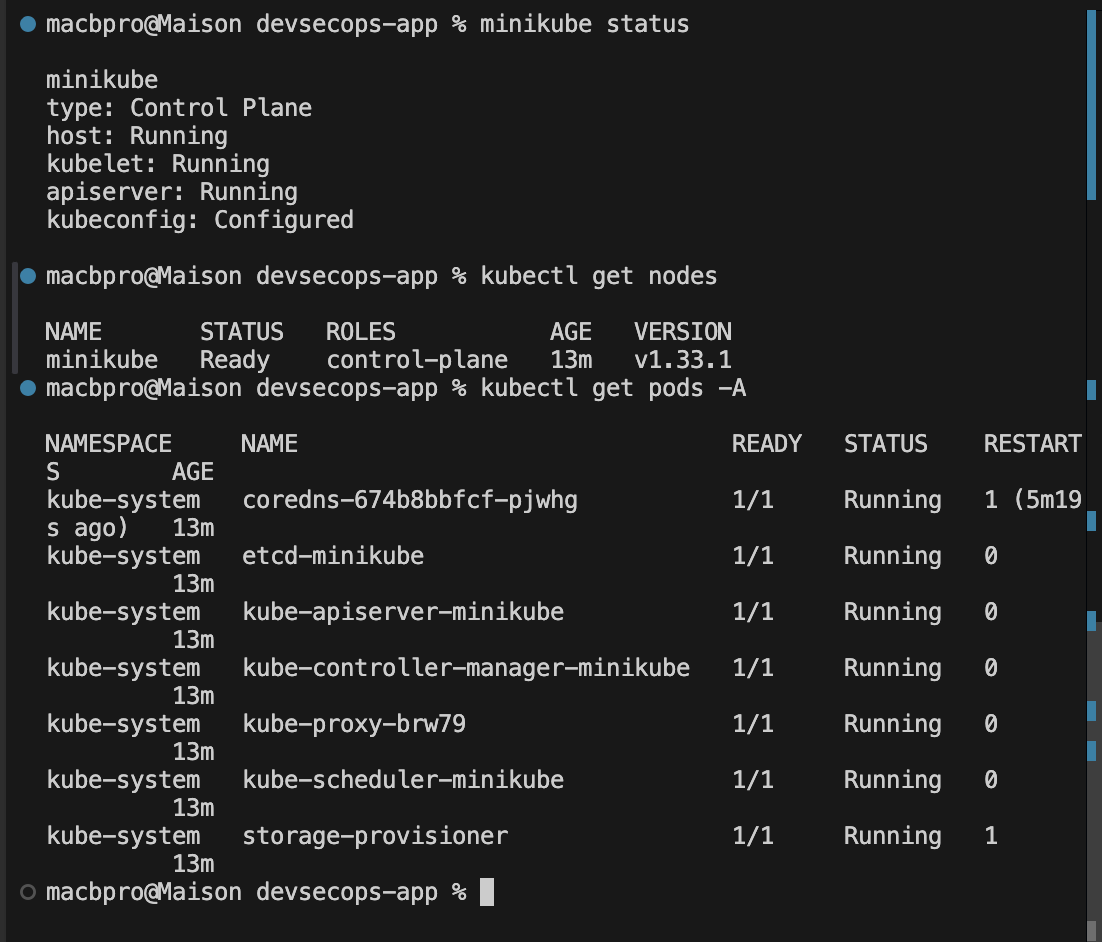 macbpro@Maison devsecops-app % minikube status
minikube
type: Control Plane
host: Running
kubelet: Running
apiserver: Running
kubeconfig: Configured
macbpro@Maison devsecops-app % kubectl get nodes
NAME       STATUS   ROLES           AGE   VERSION
minikube   Ready    control-plane   13m   v1.33.1
macbpro@Maison devsecops-app % kubectl get pods -A
NAMESPACE     NAME                               READY   STATUS    RESTART
S        AGE
kube-system   coredns-674b8bbfcf-pjwhg           1/1     Running   1 (5m19
s ago)   13m
kube-system   etcd-minikube                      1/1     Running   0
         13m
kube-system   kube-apiserver-minikube            1/1     Running   0
         13m
kube-system   kube-controller-manager-minikube   1/1     Running   0
         13m
kube-system   kube-proxy-brw79                   1/1     Running   0
         13m
kube-system   kube-scheduler-minikube            1/1     Running   0
         13m
kube-system   storage-provisioner                1/1     Running   1
         13m
macbpro@Maison devsecops-app %